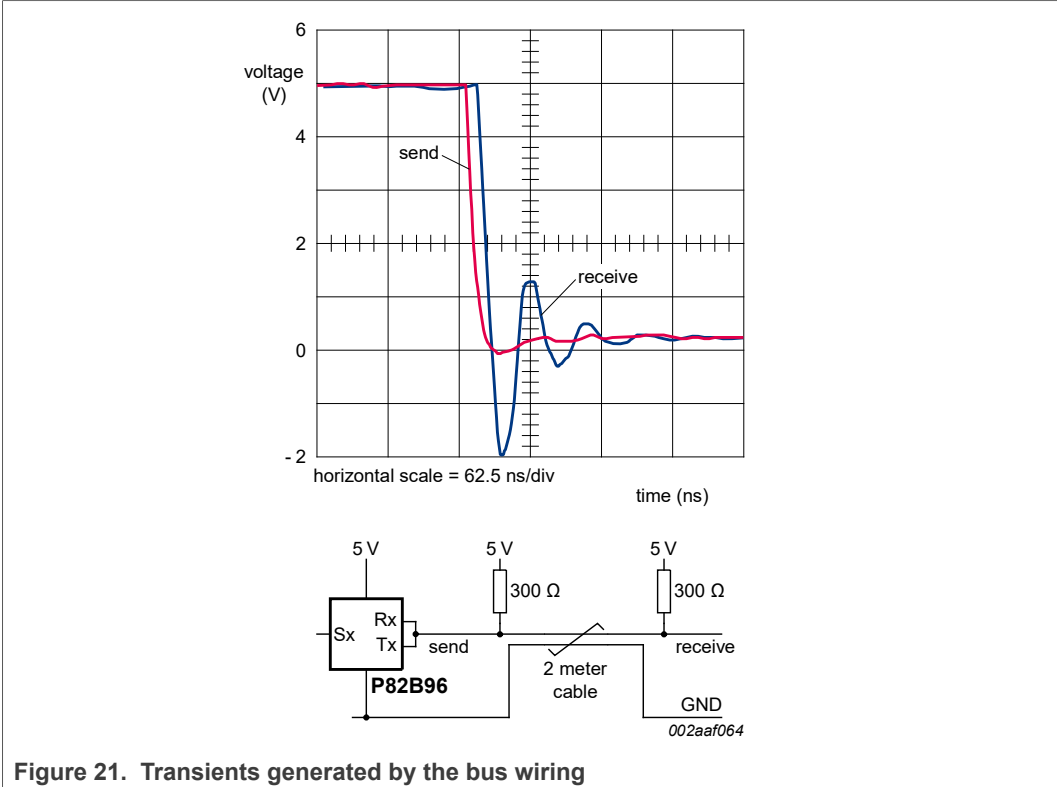 6
voltage
(V)
4
send
2
receive
0
- 2
horizontal scale = 62.5 ns/div
time (ns)
5 V 5 V 5 V
300 Ω 300 Ω
Rx
Sx
Tx
send receive
2 meter
cable
P82B96
GND
002aaf064
Figure 21. Transients generated by the bus wiring